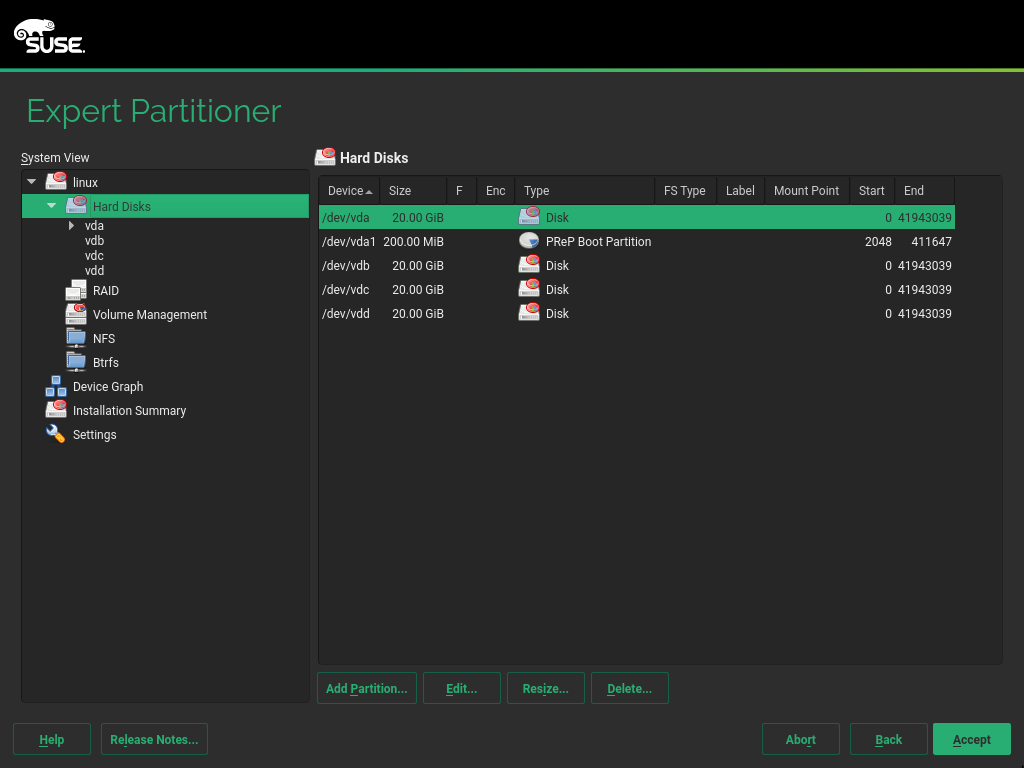 SUSE.
Expert Partitioner
System View
linux
Hard Disks
vda
vdb
vdc
vdd
RAID
Volume Management
NFS
Btrfs
Device Graph
Installation Summary
Settings
Hard Disks
Device Size F Enc Type FS Type Label Mount Point Start End
/dev/vda 20.00 GiB Disk 0 41943039
/dev/vda1 200.00 MiB PReP Boot Partition 2048 411647
/dev/vdb 20.00 GiB Disk 0 41943039
/dev/vdc 20.00 GiB Disk 0 41943039
/dev/vdd 20.00 GiB Disk 0 41943039
Add Partition... Edit... Resize... Delete...
Help Release Notes... Abort Back Accept